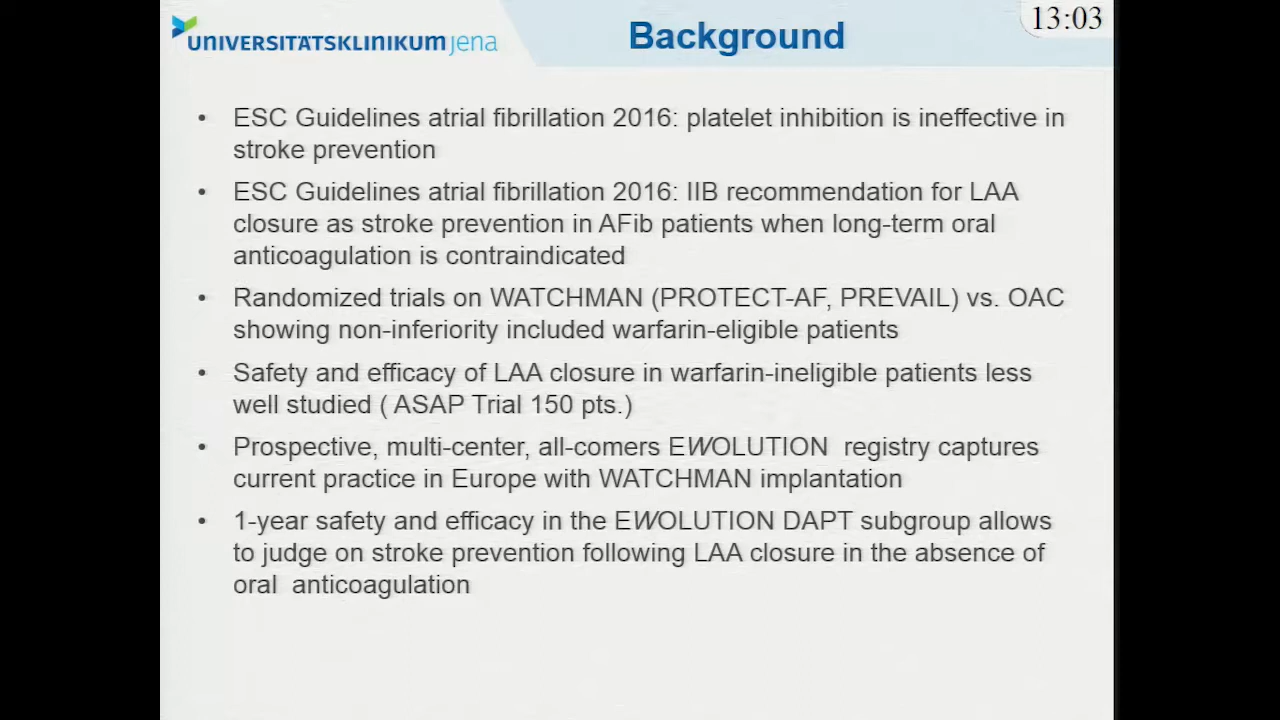 UNIVERSITÄTSKLINIKUM jena
Background
13:03
• ESC Guidelines atrial fibrillation 2016: platelet inhibition is ineffective in
stroke prevention
• ESC Guidelines atrial fibrillation 2016: IIB recommendation for LAA
closure as stroke prevention in AFib patients when long-term oral
anticoagulation is contraindicated
• Randomized trials on WATCHMAN (PROTECT-AF, PREVAIL) vs. OAC
showing non-inferiority included warfarin-eligible patients
• Safety and efficacy of LAA closure in warfarin-ineligible patients less
well studied ( ASAP Trial 150 pts.)
• Prospective, multi-center, all-comers EWOLUTION registry captures
current practice in Europe with WATCHMAN implantation
• 1-year safety and efficacy in the EWOLUTION DAPT subgroup allows
to judge on stroke prevention following LAA closure in the absence of
oral anticoagulation